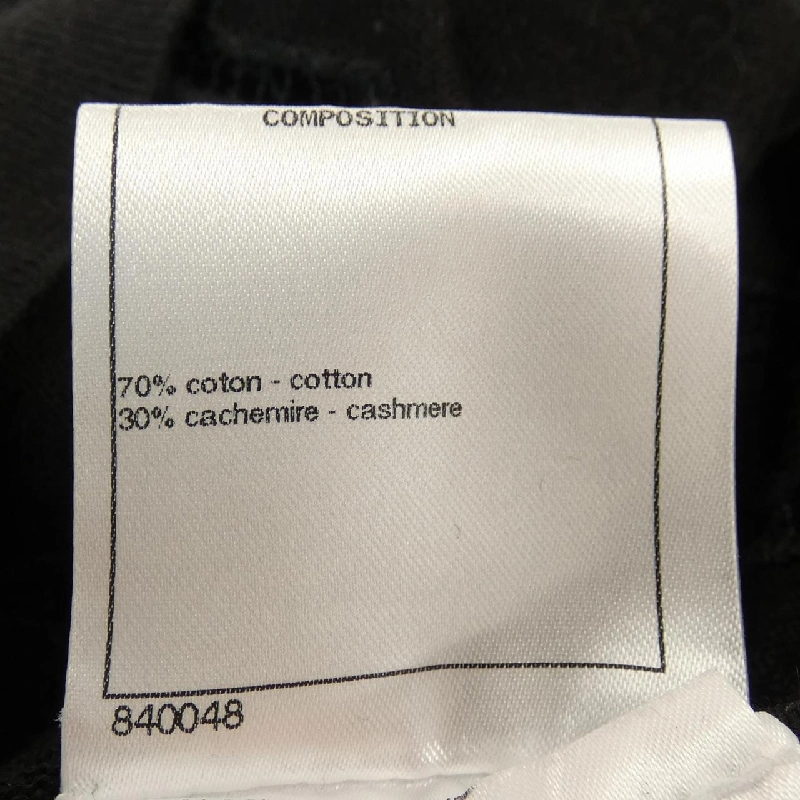 COMPOSITION
70% coton - cotton
30% cachemire - cashmere
840048